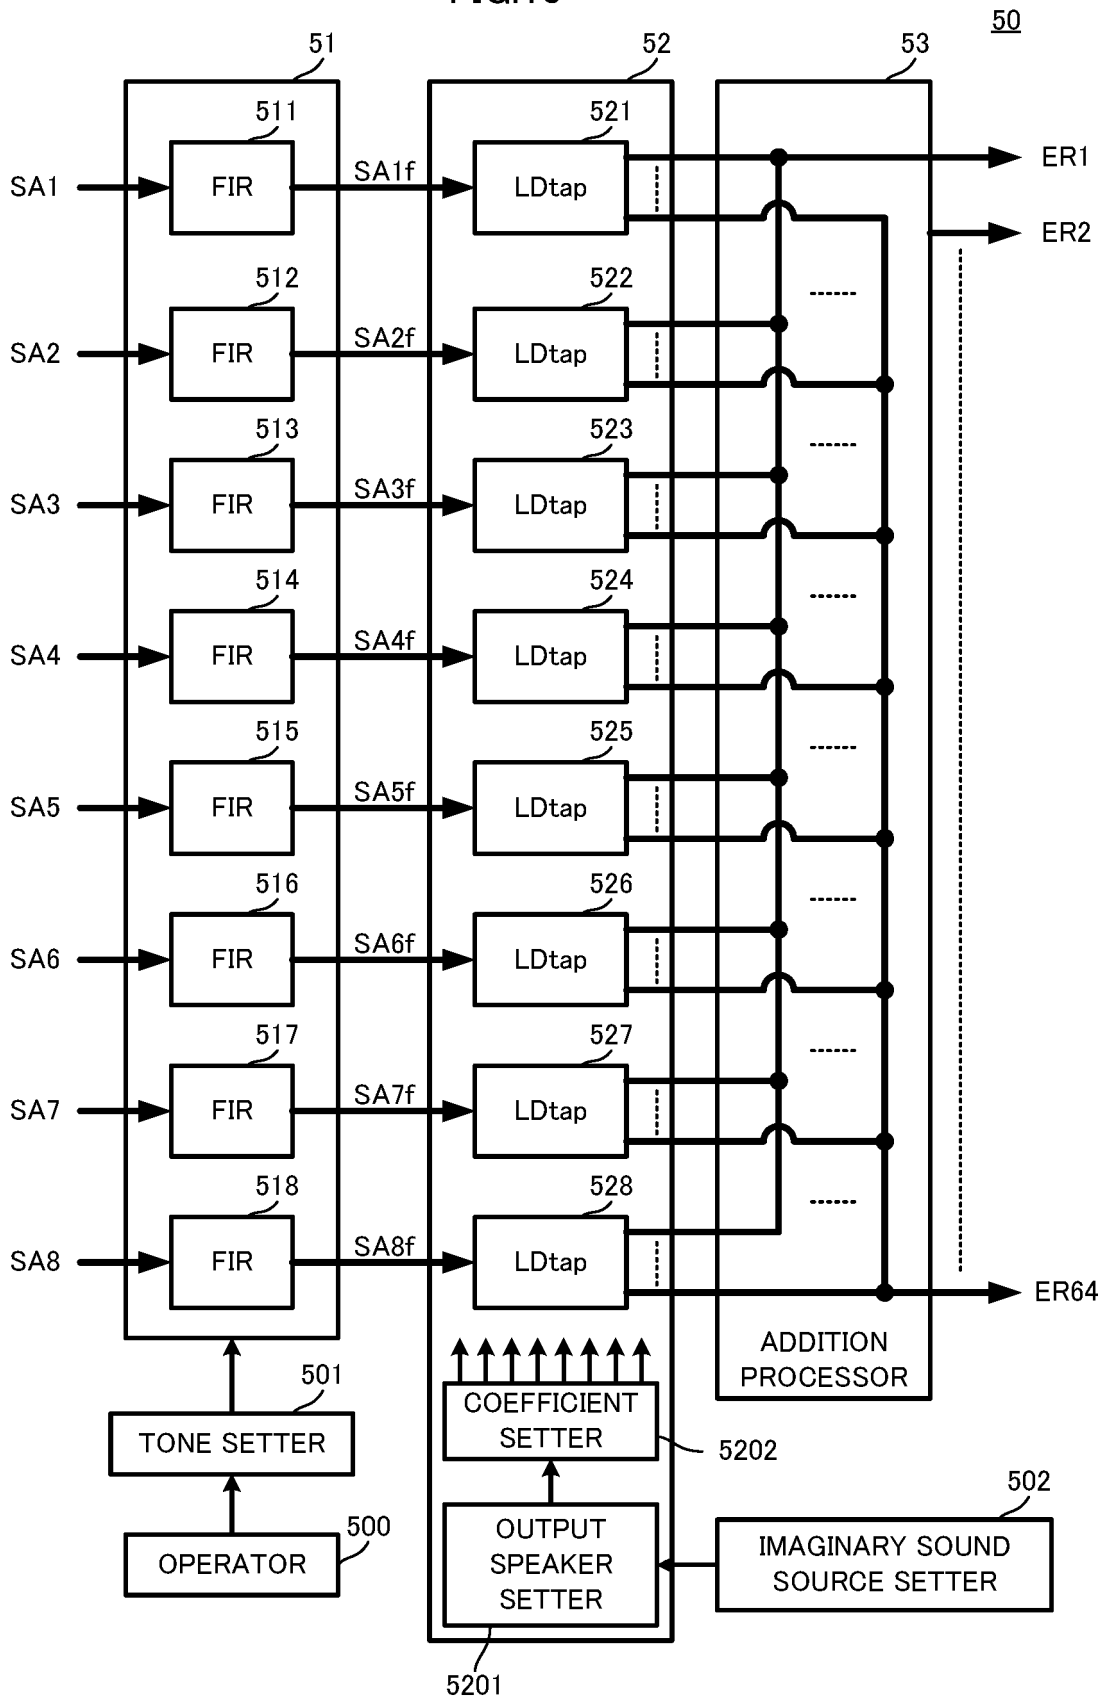 50
51
52
53
511
521
ER1
SA1
FIR
SA1f
LDtap
ER2
512
522
SA2
FIR
SA2f
LDtap
513
523
SA3
FIR
SA3f
LDtap
514
524
SA4
FIR
SA4f
LDtap
515
525
SA5
FIR
SA5f
LDtap
516
526
SA6
FIR
SA6f
LDtap
517
527
SA7
FIR
SA7f
LDtap
518
528
SA8
FIR
SA8f
LDtap
ER64
ADDITION
PROCESSOR
501
TONE SETTER
COEFFICIENT
SETTER
5202
500
OPERATOR
OUTPUT
SPEAKER
SETTER
502
IMAGINARY SOUND
SOURCE SETTER
5201